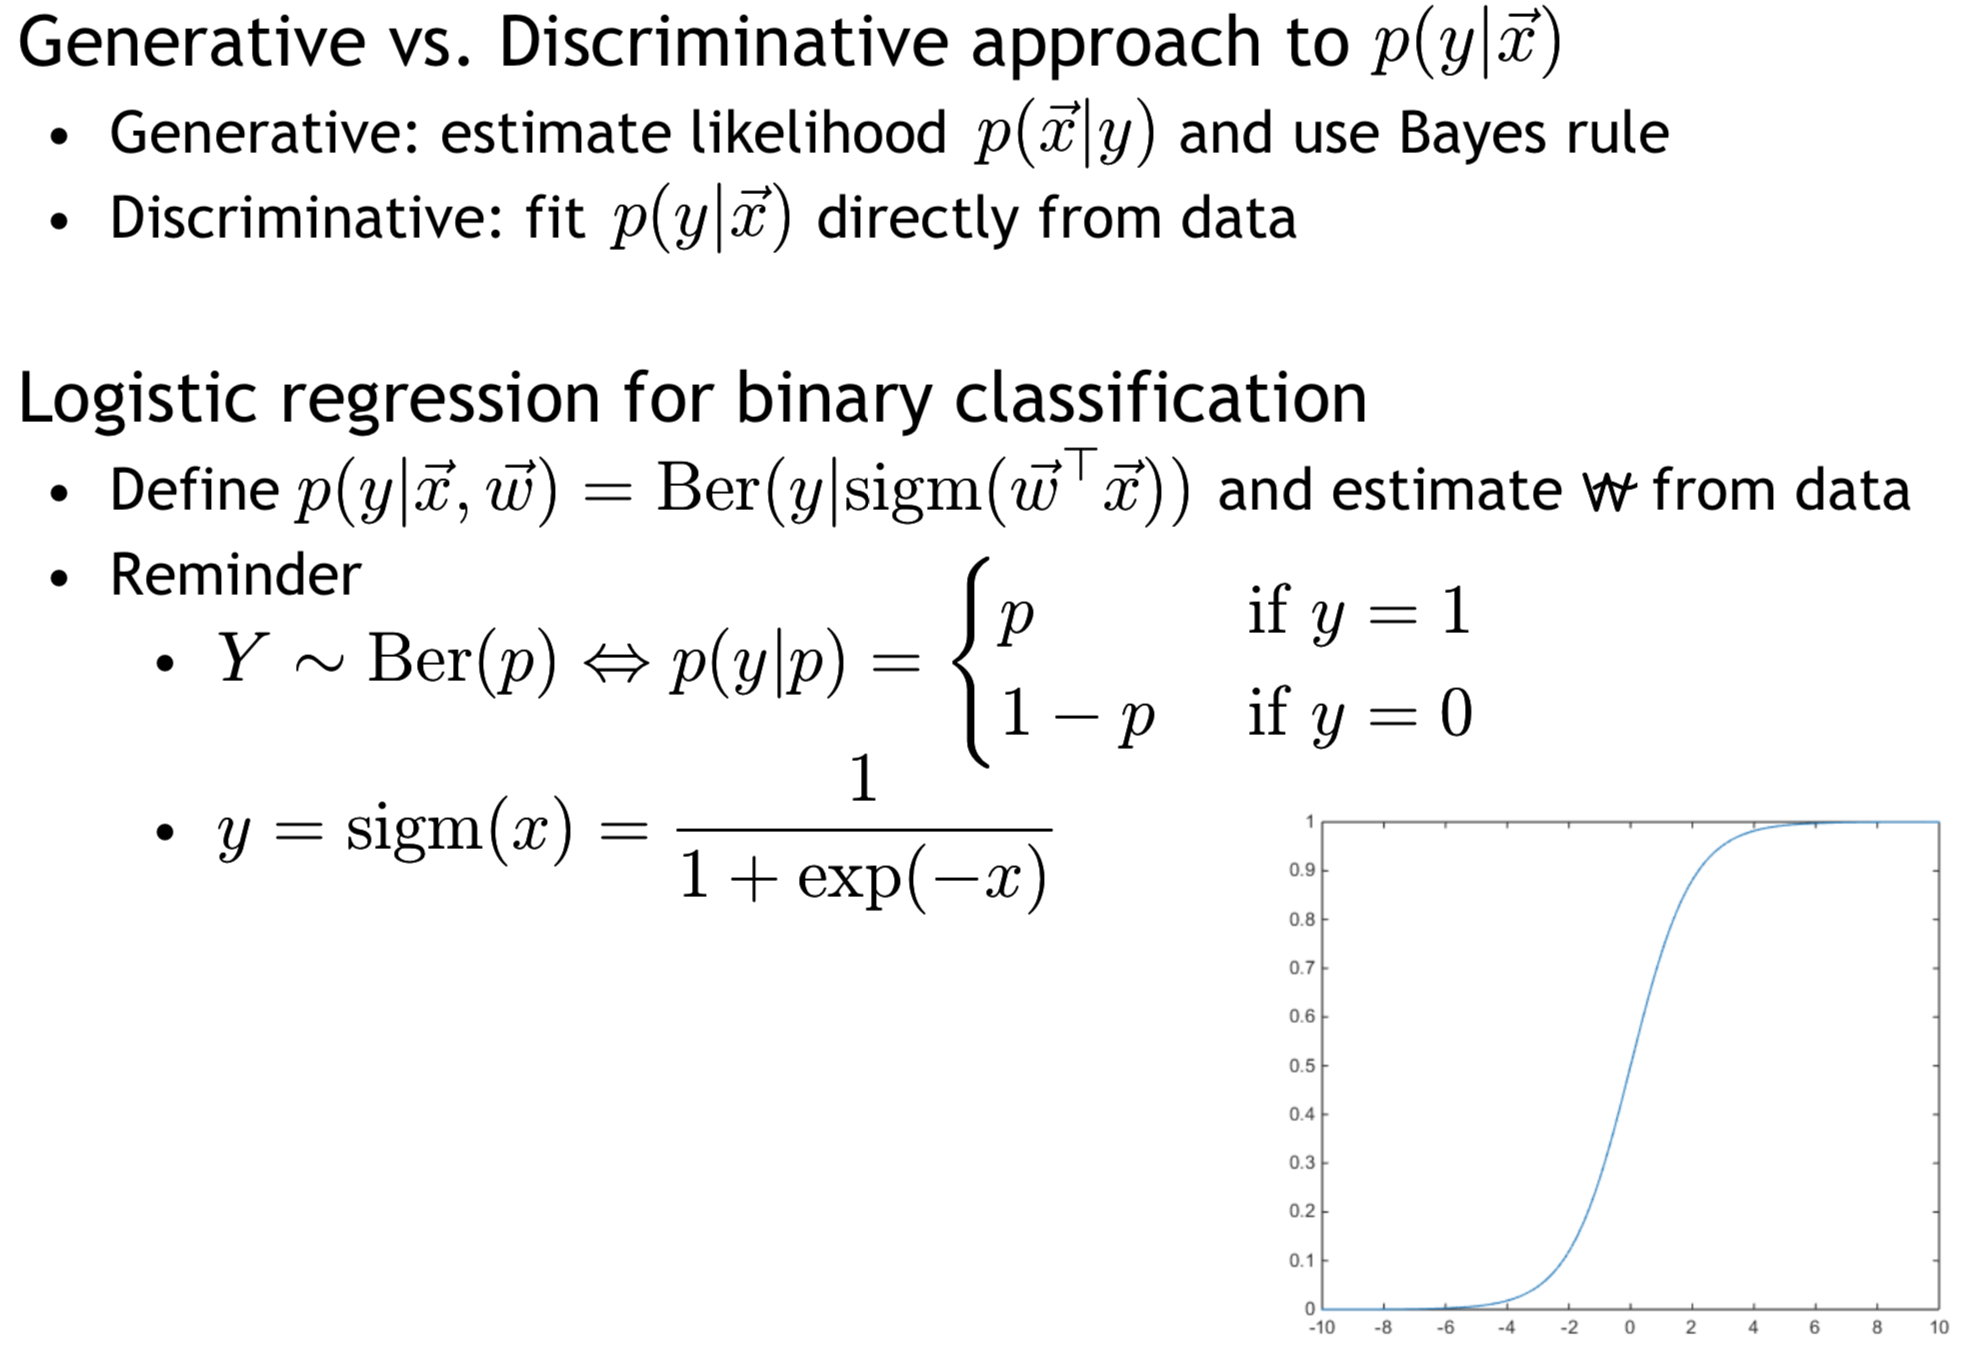 Generative vs. Discriminative approach to p(y|x⃗)
• Generative: estimate likelihood p(x⃗|y) and use Bayes rule
• Discriminative: fit p(y|x⃗) directly from data
Logistic regression for binary classification
• Define p(y|x⃗, w⃗) = Ber(y|sigm(w⃗⊤x⃗)) and estimate w⃗ from data
• Reminder
• Y ∼ Ber(p) ⇔ p(y|p) = { p if y = 1
1 − p if y = 0
• y = sigm(x) = 1 / (1 + exp(−x))
1
0.9
0.8
0.7
0.6
0.5
0.4
0.3
0.2
0.1
0
-10 -8 -6 -4 -2 0 2 4 6 8 10